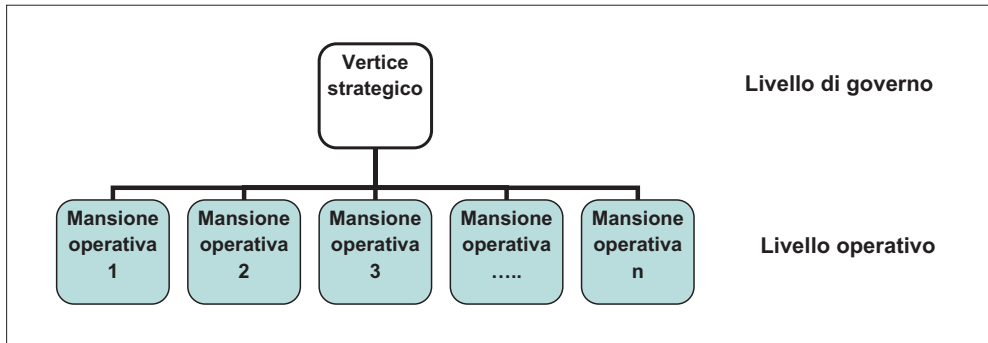 Vertice
strategico
Livello di governo
Mansione
operativa
1
Mansione
operativa
2
Mansione
operativa
3
Mansione
operativa
…..
Mansione
operativa
n
Livello operativo